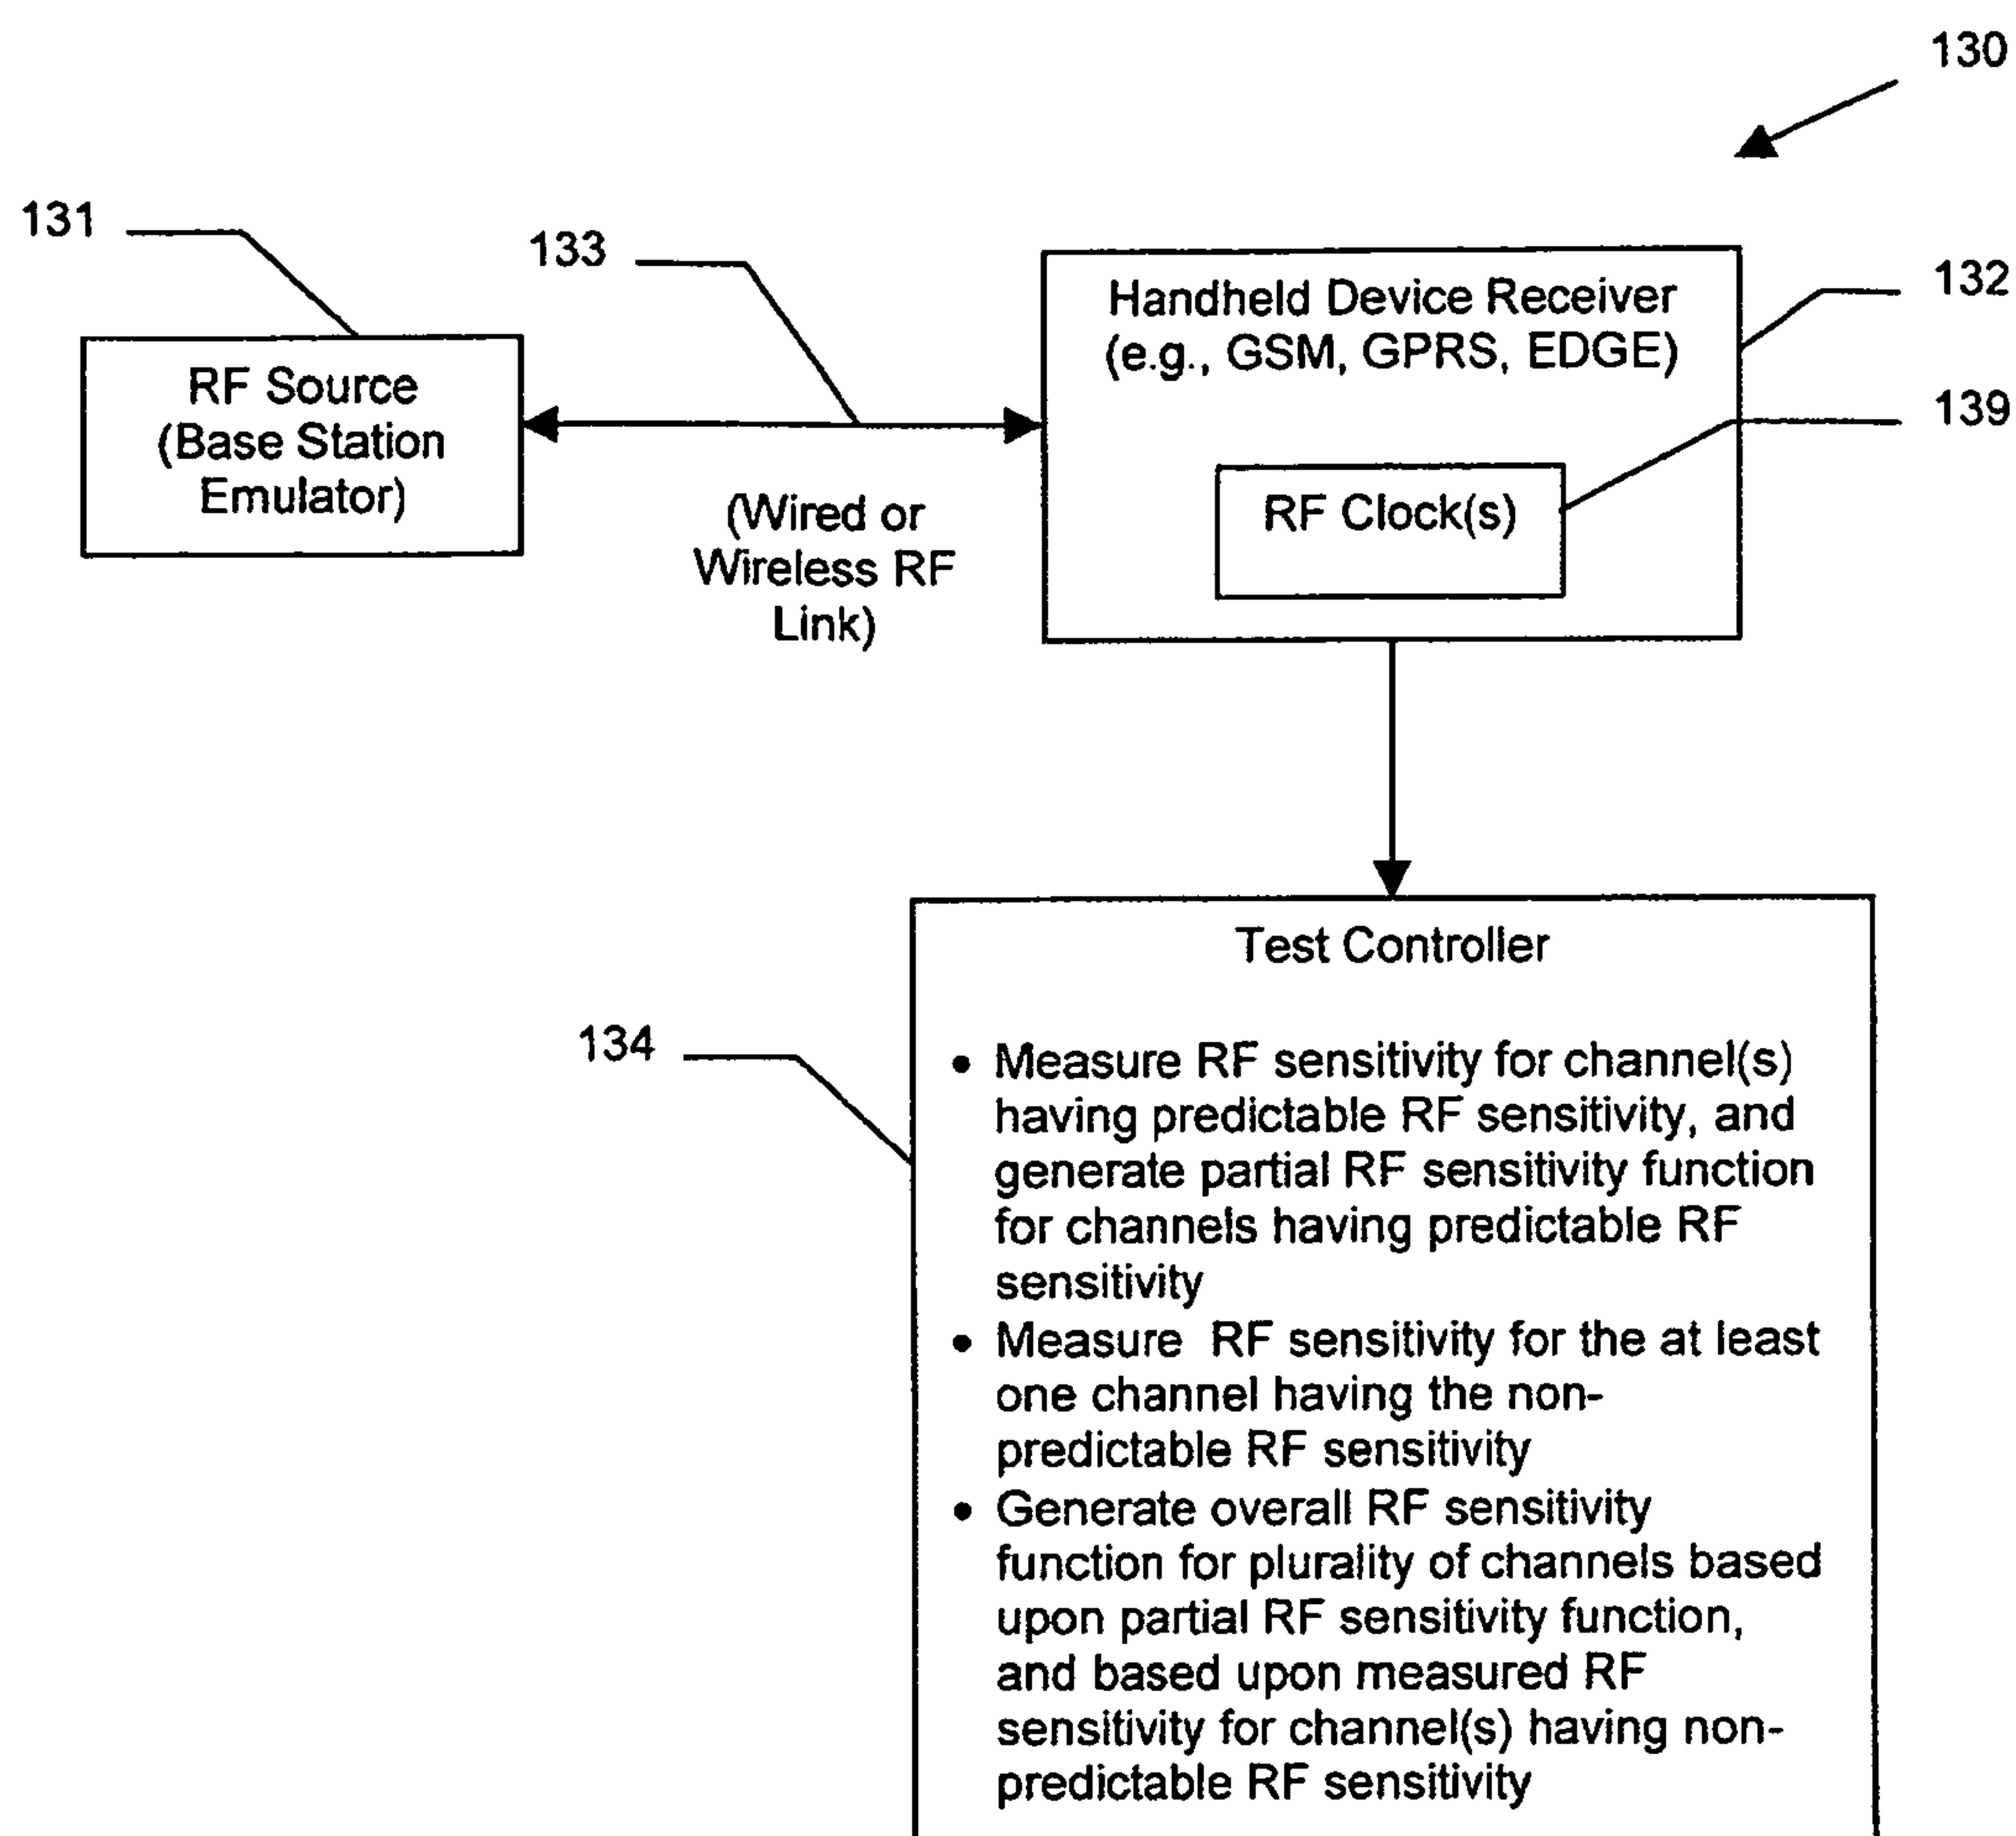 130
131
133
132
139
RF Source
(Base Station
Emulator)
(Wired or
Wireless RF
Link)
Handheld Device Receiver
(e.g., GSM, GPRS, EDGE)
RF Clock(s)
134
Test Controller
• Measure RF sensitivity for channel(s)
having predictable RF sensitivity, and
generate partial RF sensitivity function
for channels having predictable RF
sensitivity
• Measure RF sensitivity for the at least
one channel having the non-
predictable RF sensitivity
• Generate overall RF sensitivity
function for plurality of channels based
upon partial RF sensitivity function,
and based upon measured RF
sensitivity for channel(s) having non-
predictable RF sensitivity